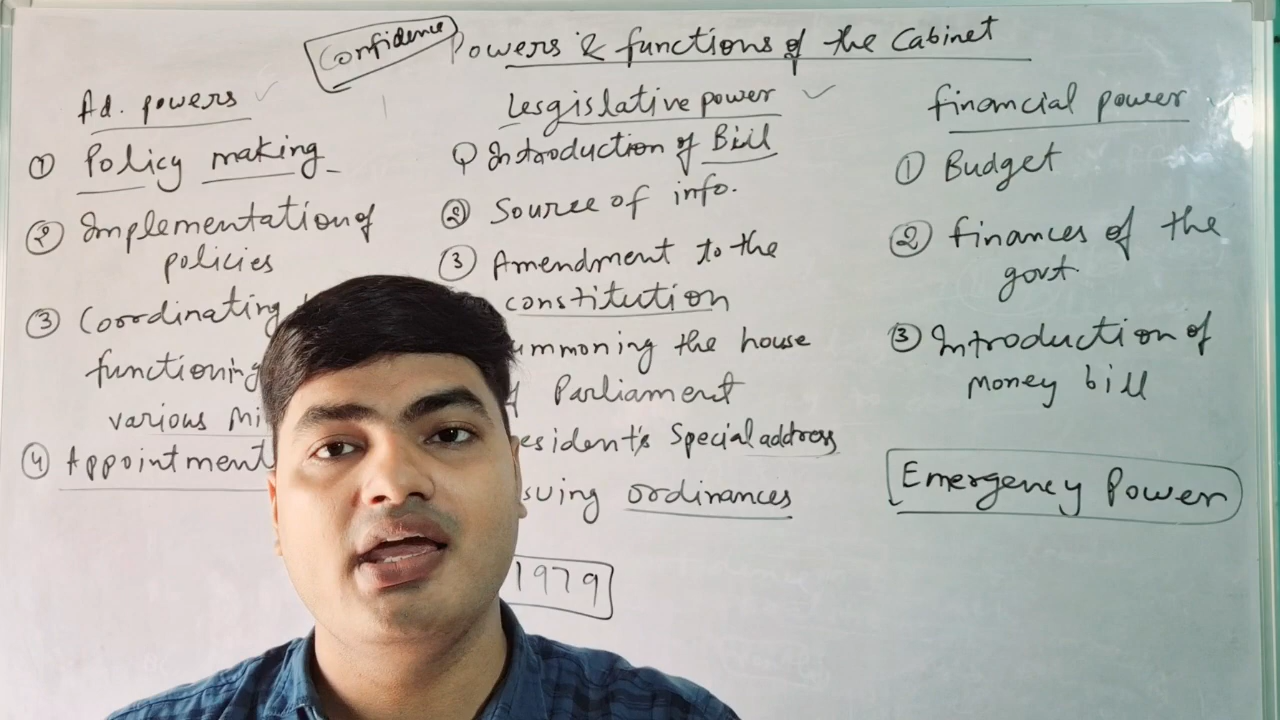 Confidence
Powers & functions of the Cabinet
Ad. powers
① Policy making
② Implementation of
policies
③ Coordinating
functioning
various
④ Appointment
Lesgislative power
① Introduction of Bill
② Source of info.
③ Amendment to the
constitution
ummoning the house
Parliament
esident's Special address
suing ordinances
1979
financial power
① Budget
② finances of the
govt.
③ Introduction of
money bill
Emergency Power